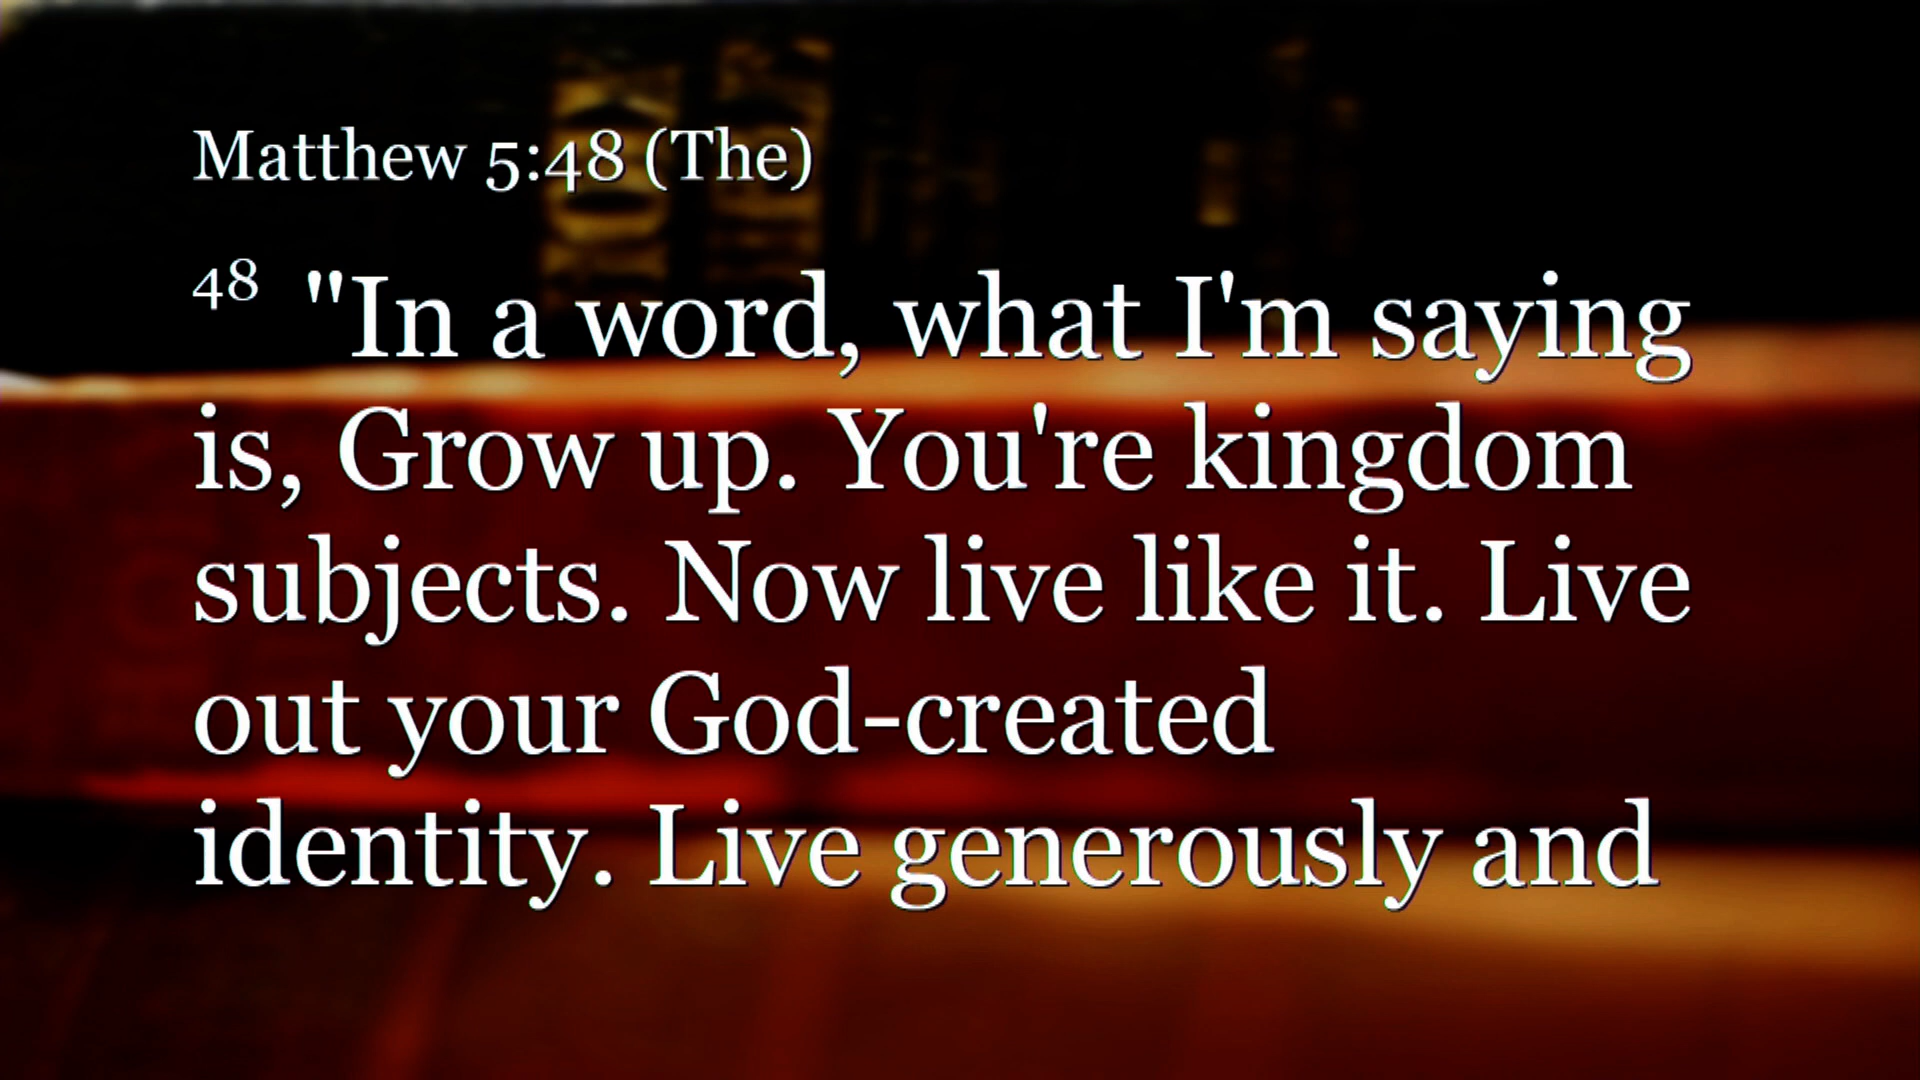 Matthew 5:48 (The)
48 "In a word, what I'm saying
is, Grow up. You're kingdom
subjects. Now live like it. Live
out your God-created
identity. Live generously and